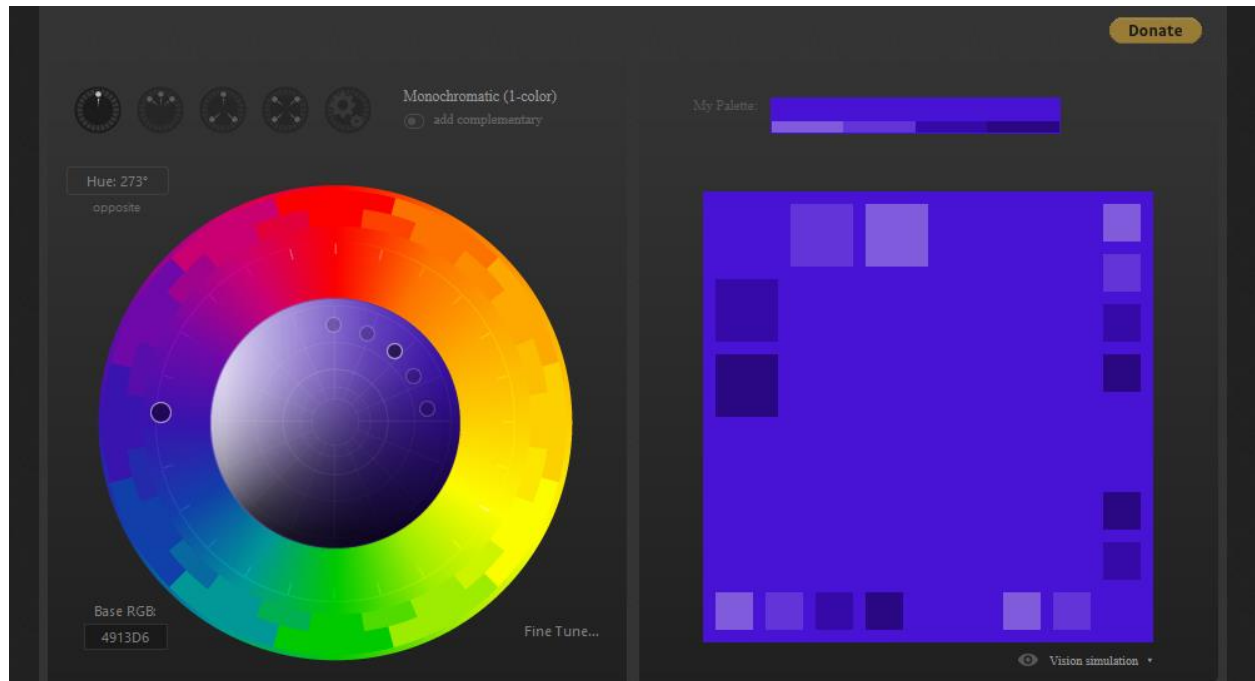 Donate
Monochromatic (1-color)
add complementary
My Palette:
Hue: 273°
opposite
Base RGB:
4913D6
Fine Tune...
Vision simulation